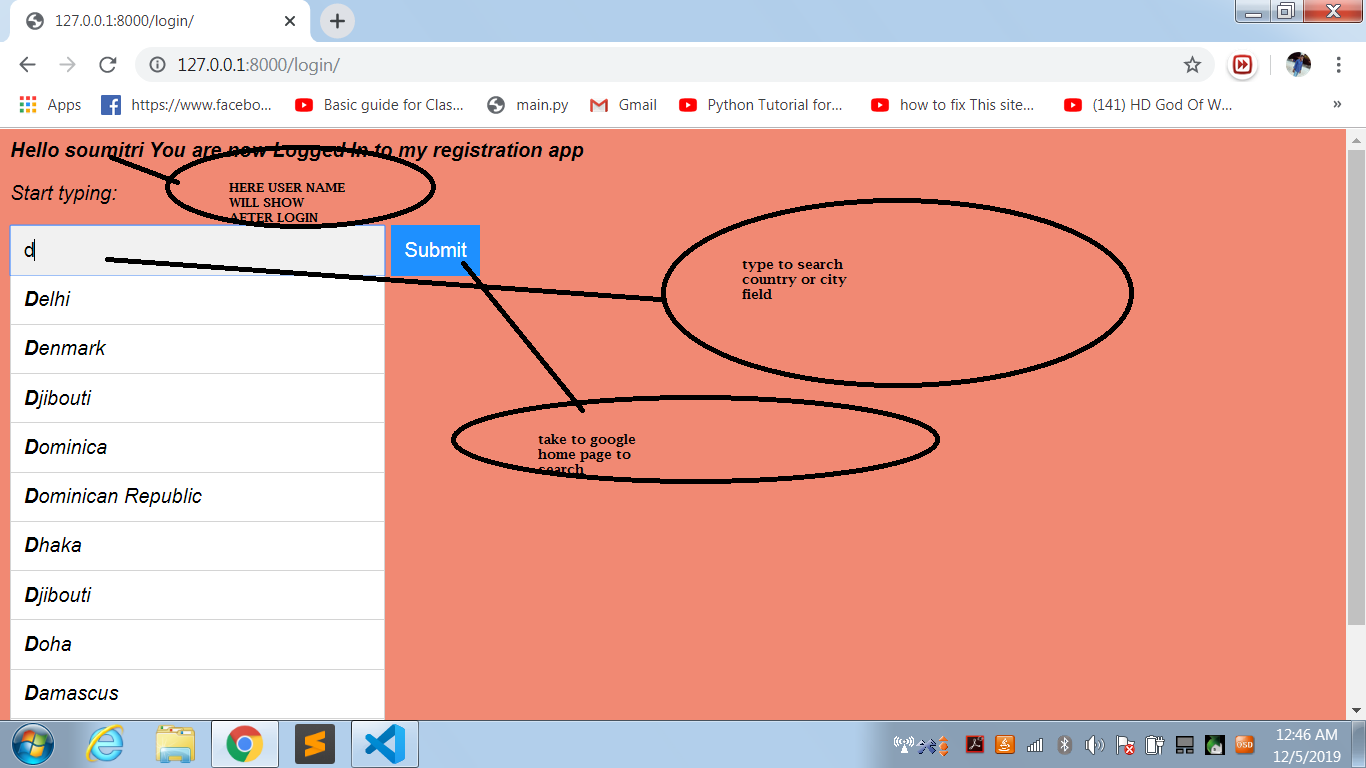 127.0.0.1:8000/login/
127.0.0.1:8000/login/
Apps https://www.facebo... Basic guide for Clas... main.py Gmail Python Tutorial for... how to fix This site... (141) HD God Of W... »
Hello soumitri You are now Logged In to my registration app
Start typing:
HERE USER NAME
WILL SHOW
AFTER LOGIN
d
Submit
type to search
country or city
field
Delhi
Denmark
Djibouti
Dominica
Dominican Republic
Dhaka
Djibouti
Doha
Damascus
take to google
home page to
search
OSD
12:46 AM
12/5/2019